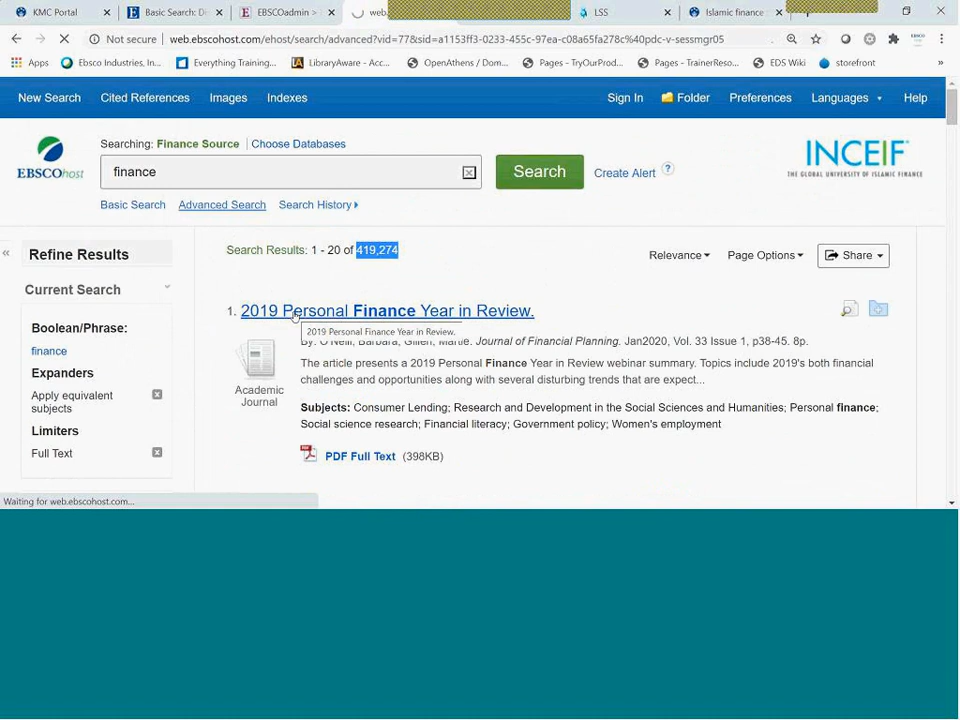 KMC Portal
Basic Search: Di
EBSCOadmin >
web.
LSS
Islamic finance
Not secure
web.ebscohost.com/ehost/search/advanced?vid=77&sid=a1153ff3-0233-455c-97ea-c08a65fa278c%40pdc-v-sessmgr05
Apps Ebsco Industries, In... Everything Training... LibraryAware - Acc... OpenAthens / Dom... Pages - TryOurProd... Pages - TrainerReso... EDS Wiki storefront »
New Search Cited References Images Indexes Sign In Folder Preferences Languages Help
Searching: Finance Source Choose Databases
EBSCOhost
finance
Search
Create Alert ?
INCEIF
THE GLOBAL UNIVERSITY OF ISLAMIC FINANCE
Basic Search Advanced Search Search History
« Refine Results
Search Results: 1 - 20 of 419,274
Relevance Page Options Share
Current Search
Boolean/Phrase:
finance
Expanders
Apply equivalent
subjects
Limiters
Full Text
1. 2019 Personal Finance Year in Review.
2019 Personal Finance Year in Review.
By: O'Neill, Barbara; Gillen, Martie. Journal of Financial Planning. Jan2020, Vol. 33 Issue 1, p38-45. 8p.
Academic
Journal
The article presents a 2019 Personal Finance Year in Review webinar summary. Topics include 2019's both financial
challenges and opportunities along with several disturbing trends that are expect...
Subjects: Consumer Lending; Research and Development in the Social Sciences and Humanities; Personal finance;
Social science research; Financial literacy; Government policy; Women's employment
PDF Full Text (398KB)
Waiting for web.ebscohost.com...